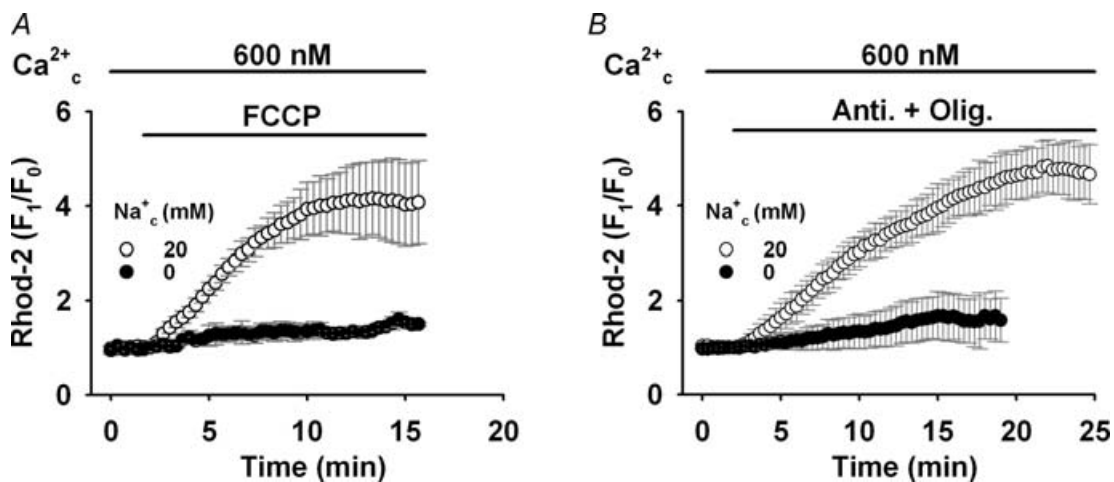 A
Ca²⁺c
600 nM
FCCP
Rhod-2 (F₁/F₀)
6
4
2
0
Na⁺c (mM)
20
0
0 5 10 15 20
Time (min)
B
Ca²⁺c
600 nM
Anti. + Olig.
Rhod-2 (F₁/F₀)
6
4
2
0
Na⁺c (mM)
20
0
0 5 10 15 20 25
Time (min)